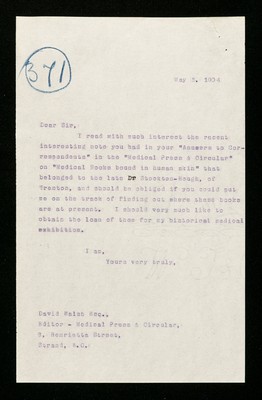 371
May 5, 1914
Dear Sir,
I read with much interest the recent
interesting note you had in your "Answers to Cor-
respondents" in the "Medical Press & Circular"
on "Medical Books bound in human skin" that
belonged to the late Dr Stockton-Hough, of
Trenton, and should be obliged if you could put
me on the track of finding out where these books
are at present. I should very much like to
obtain the loan of them for my historical medical
exhibition.
I am,
Yours very truly,
David Walsh Esq.,
Editor - Medical Press & Circular,
8, Henrietta Street,
Strand, W.C.